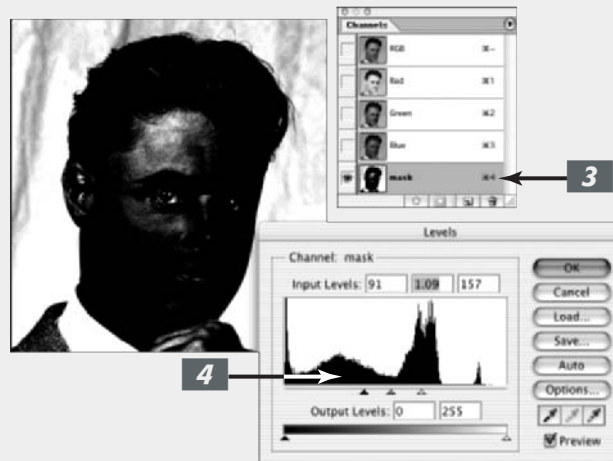 Channels
RGB ⌘~
Red ⌘1
Green ⌘2
Blue ⌘3
mask ⌘4
3
Levels
Channel: mask
Input Levels: 91 1.09 157
4
Output Levels: 0 255
OK
Cancel
Load...
Save...
Auto
Options...
Preview